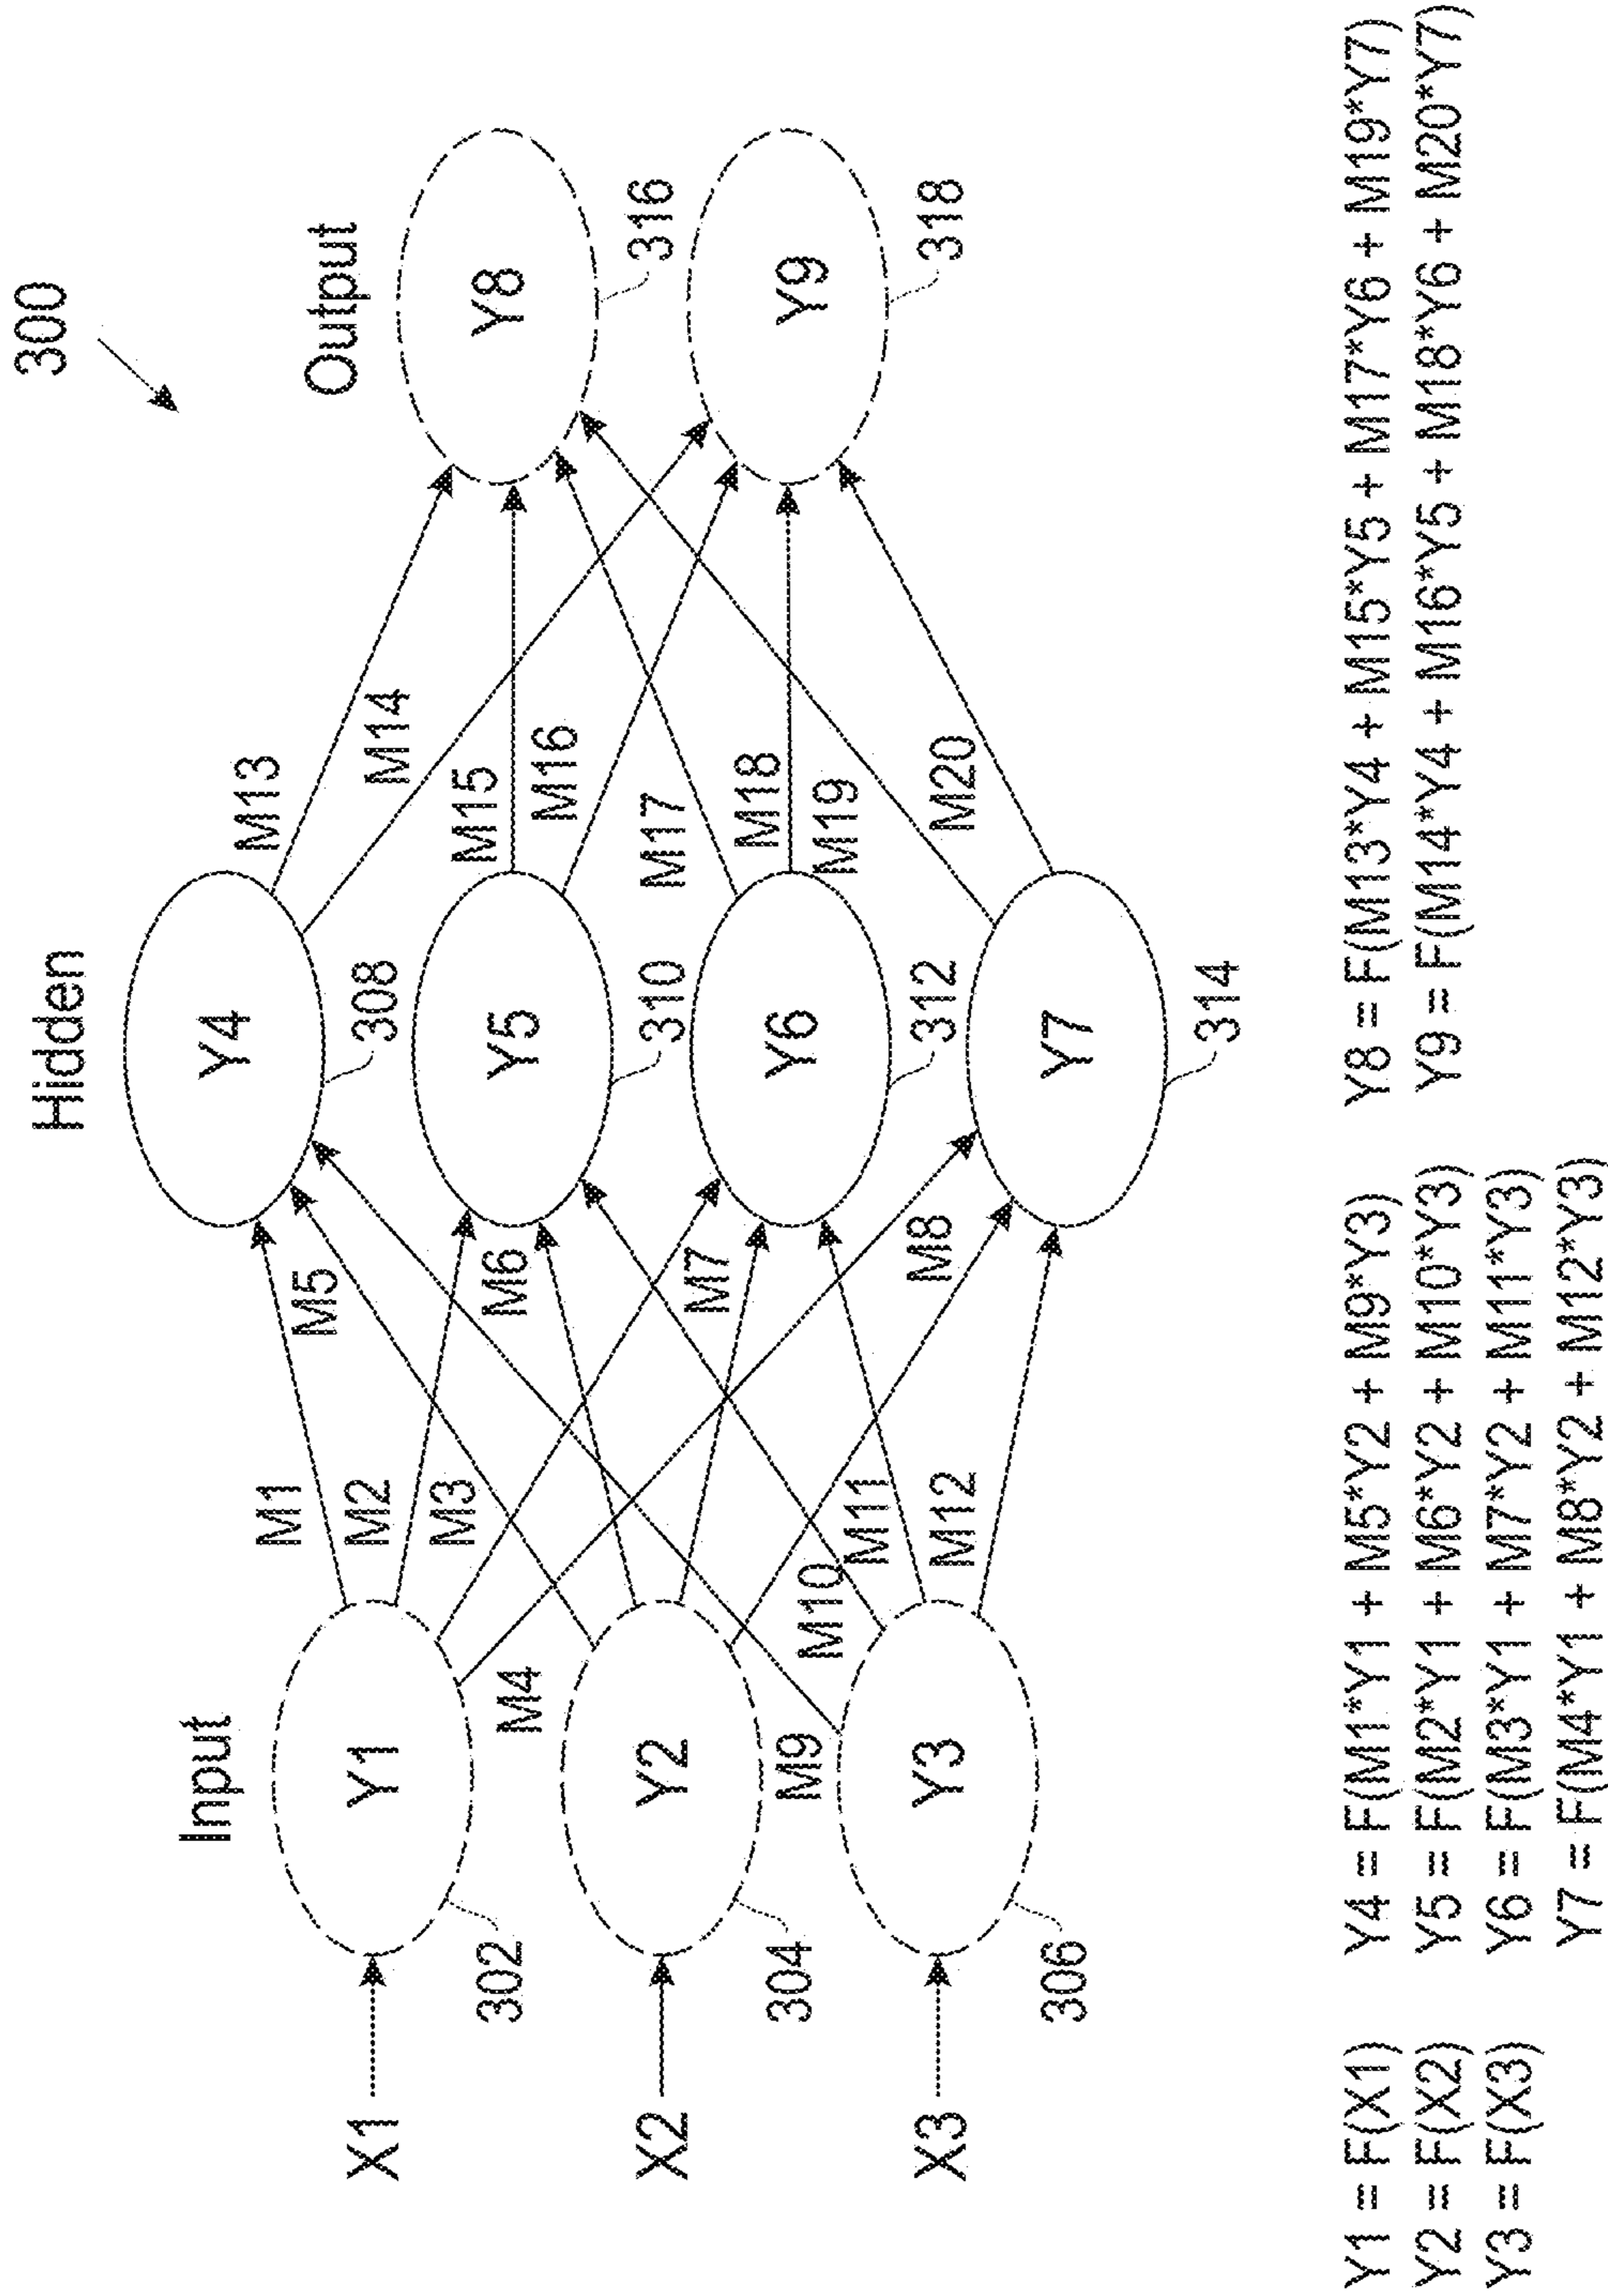 300
Input
Hidden
Output
X1
X2
X3
Y1
Y2
Y3
302
304
306
M1
M2
M3
M4
M5
M6
M7
M8
M9
M10
M11
M12
Y4
Y5
Y6
Y7
308
310
312
314
M13
M14
M15
M16
M17
M18
M19
M20
Y8
Y9
316
318
Y1 = F(X1)
Y2 = F(X2)
Y3 = F(X3)
Y4 = F(M1*Y1 + M5*Y2 + M9*Y3)
Y5 = F(M2*Y1 + M6*Y2 + M10*Y3)
Y6 = F(M3*Y1 + M7*Y2 + M11*Y3)
Y7 = F(M4*Y1 + M8*Y2 + M12*Y3)
Y8 = F(M13*Y4 + M15*Y5 + M17*Y6 + M19*Y7)
Y9 = F(M14*Y4 + M16*Y5 + M18*Y6 + M20*Y7)